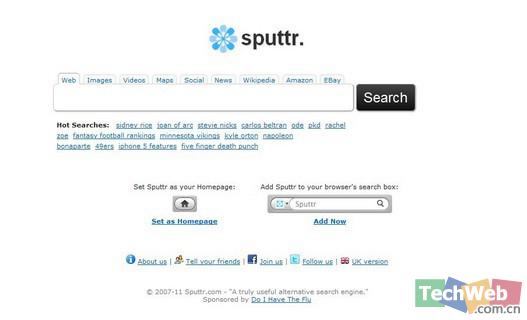 sputtr.
Web Images Videos Maps Social News Wikipedia Amazon EBay
Search
Hot Searches: sidney rice joan of arc stevie nicks carlos beltran ode pkd rachel
zoe fantasy football rankings minnesota vikings kyle orton napoleon
bonaparte 49ers iphone 5 features five finger death punch
Set Sputtr as your Homepage:
Set as Homepage
Add Sputtr to your browser's search box:
Sputtr
Add Now
About us | Tell your friends | Join us | Follow us | UK version
© 2007-11 Sputtr.com - "A truly useful alternative search engine."
Sponsored by Do I Have The Flu
TechWeb
.com.cn